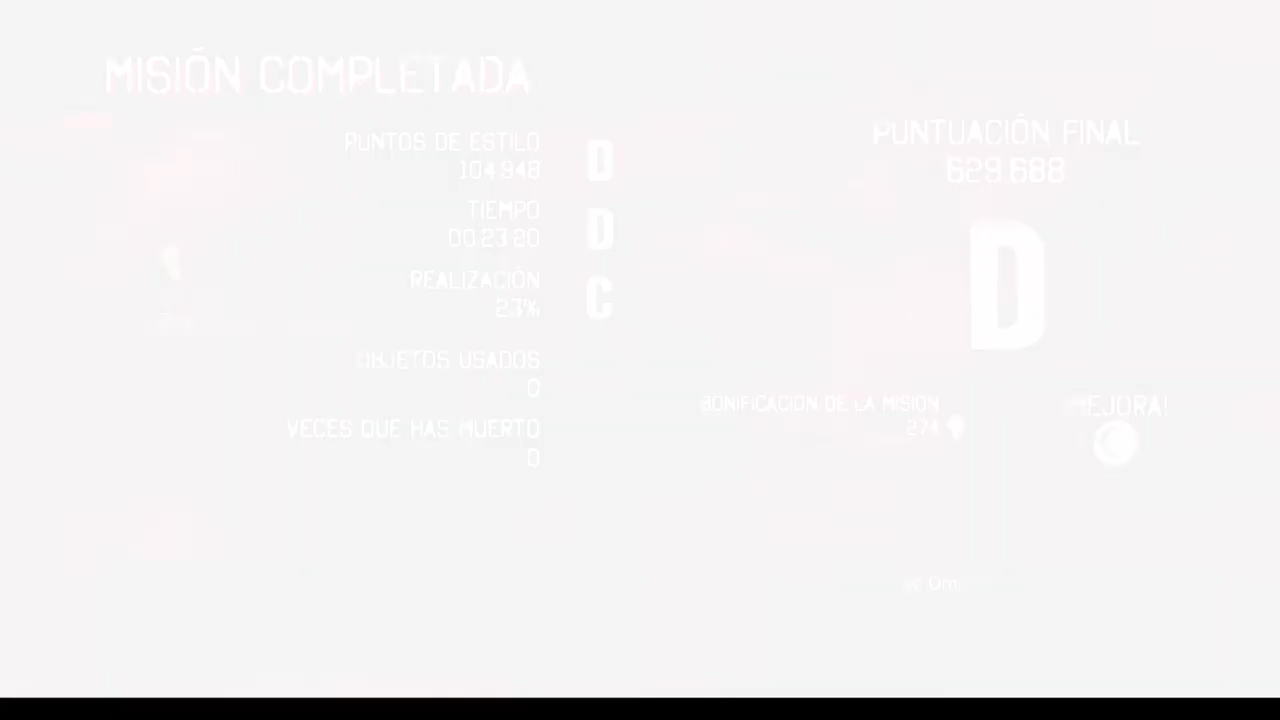 MISIÓN COMPLETADA
PUNTOS DE ESTILO
104.948 D
TIEMPO
00:23:20 D
REALIZACIÓN
23% C
OBJETOS USADOS
0
VECES QUE HAS MUERTO
0
PUNTUACIÓN FINAL
629.688
D
BONIFICACIÓN DE LA MISIÓN
274
MEJORA!